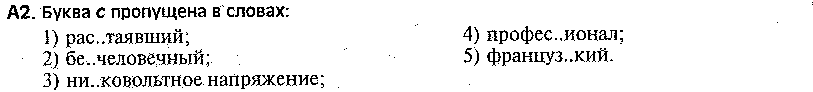 А2. Буква с пропущена в словах:
1) рас..таявший;
2) бе..человечный;
3) ни..ковольтное напряжение;
4) профес..ионал;
5) француз..кий.